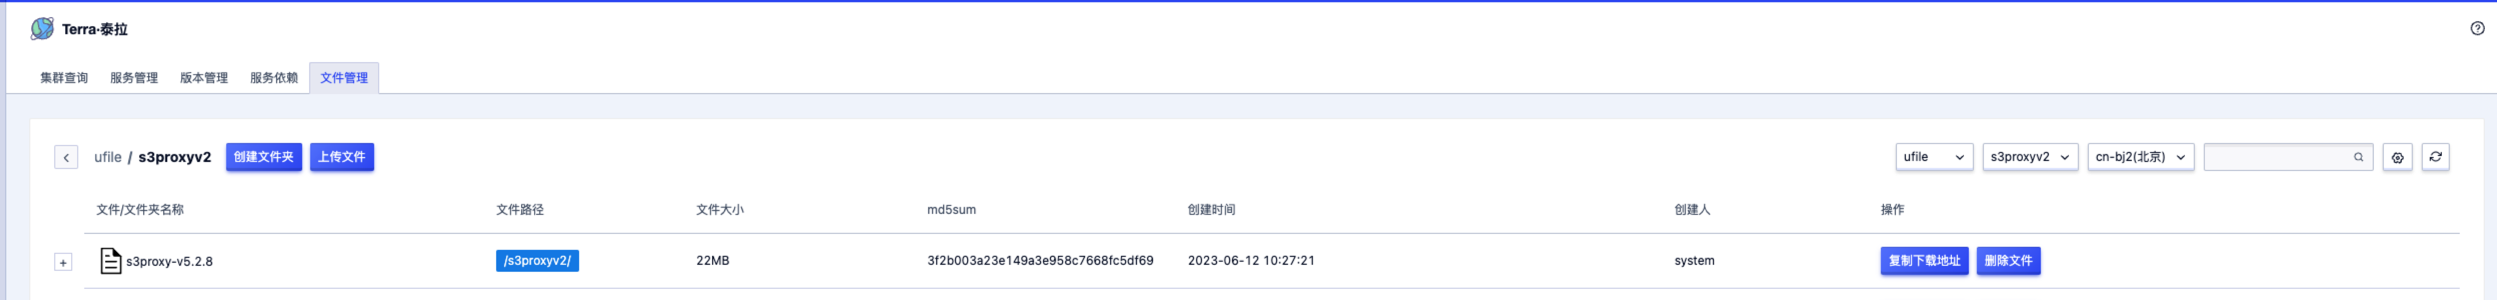 Terra·泰拉
集群查询 服务管理 版本管理 服务依赖 文件管理
ufile / s3proxyv2 创建文件夹 上传文件 ufile s3proxyv2 cn-bj2(北京)
文件/文件夹名称 文件路径 文件大小 md5sum 创建时间 创建人 操作
s3proxy-v5.2.8 /s3proxyv2/ 22MB 3f2b003a23e149a3e958c7668fc5df69 2023-06-12 10:27:21 system 复制下载地址 删除文件